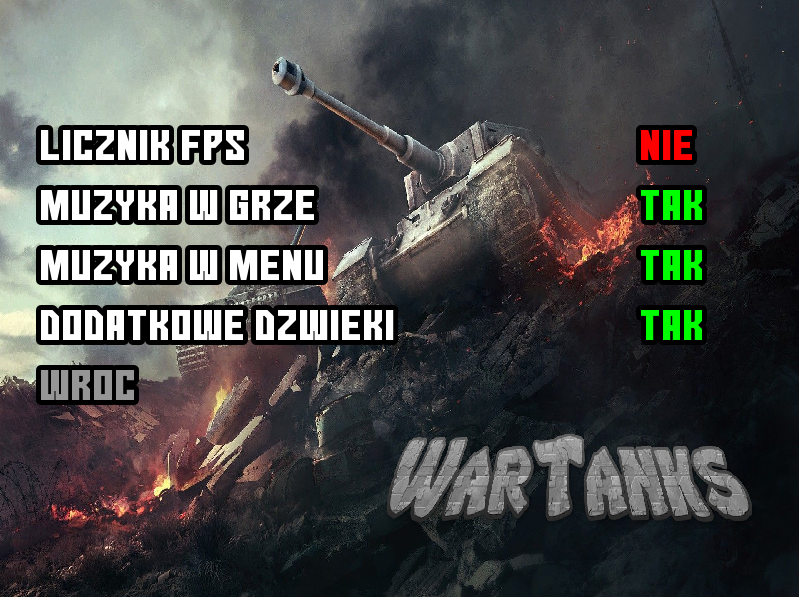 LICZNIK FPS NIE
MUZYKA W GRZE TAK
MUZYKA W MENU TAK
DODATKOWE DZWIEKI TAK
WROC
WARTANKS